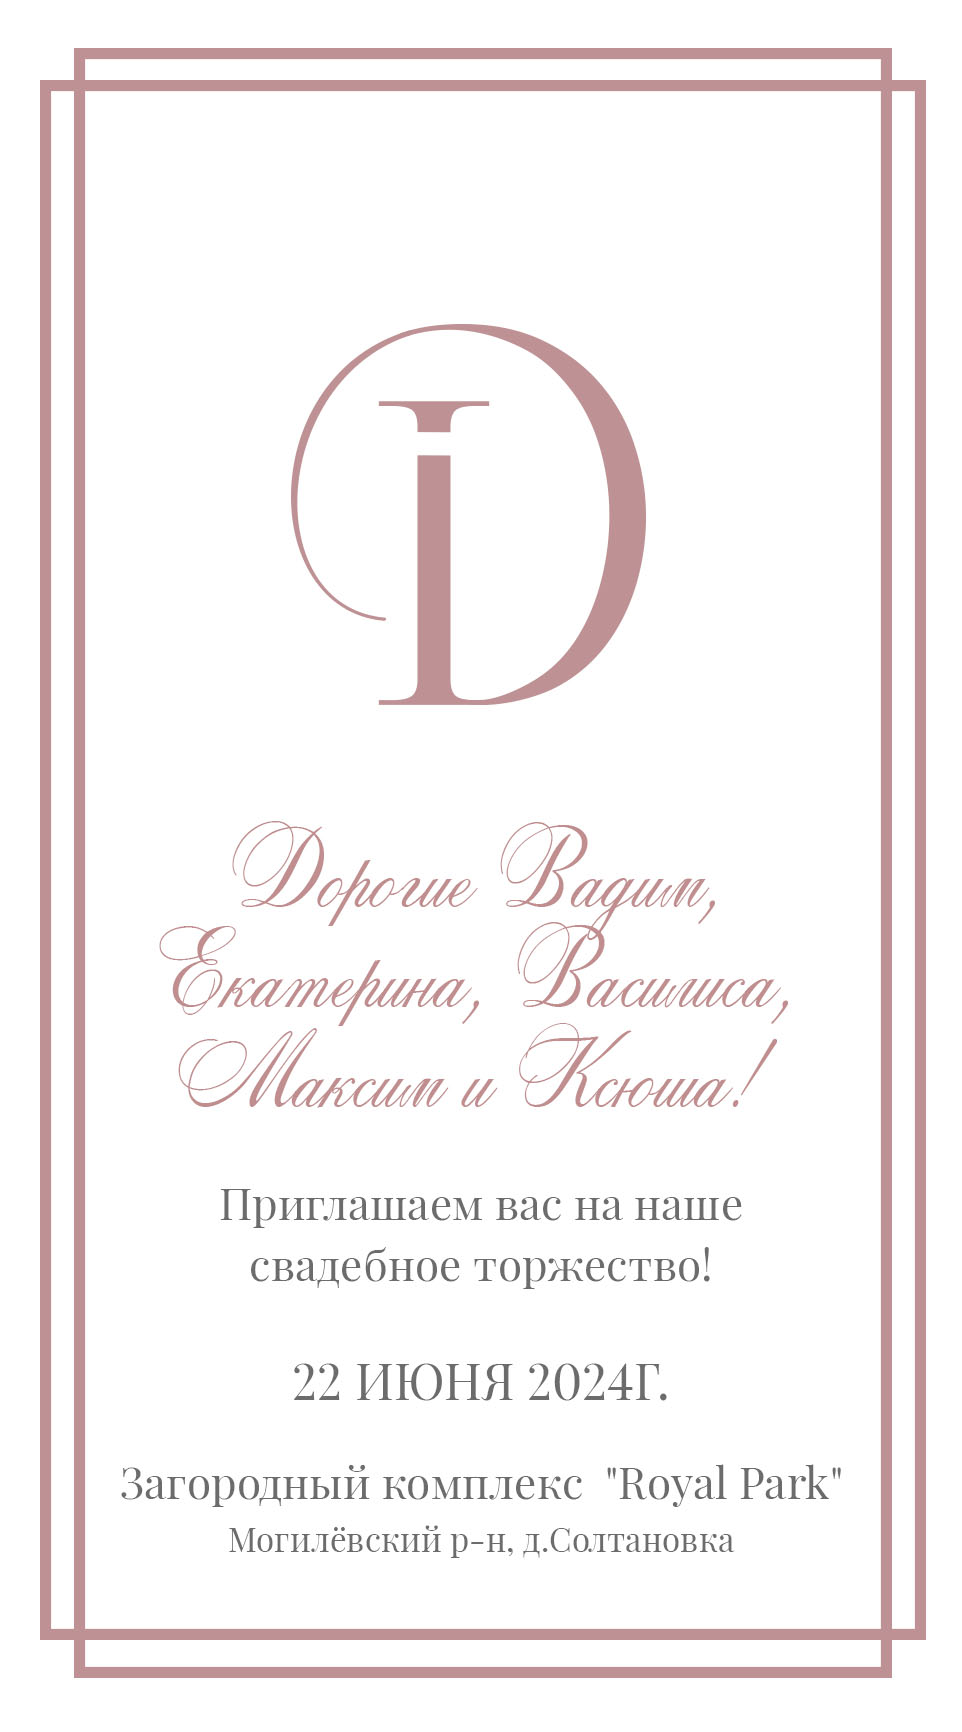 D
Дорогие Вадим,
Екатерина, Василиса,
Максим и Ксюша!
Приглашаем вас на наше
свадебное торжество!
22 ИЮНЯ 2024Г.
Загородный комплекс "Royal Park"
Могилёвский р-н, д.Солтановка